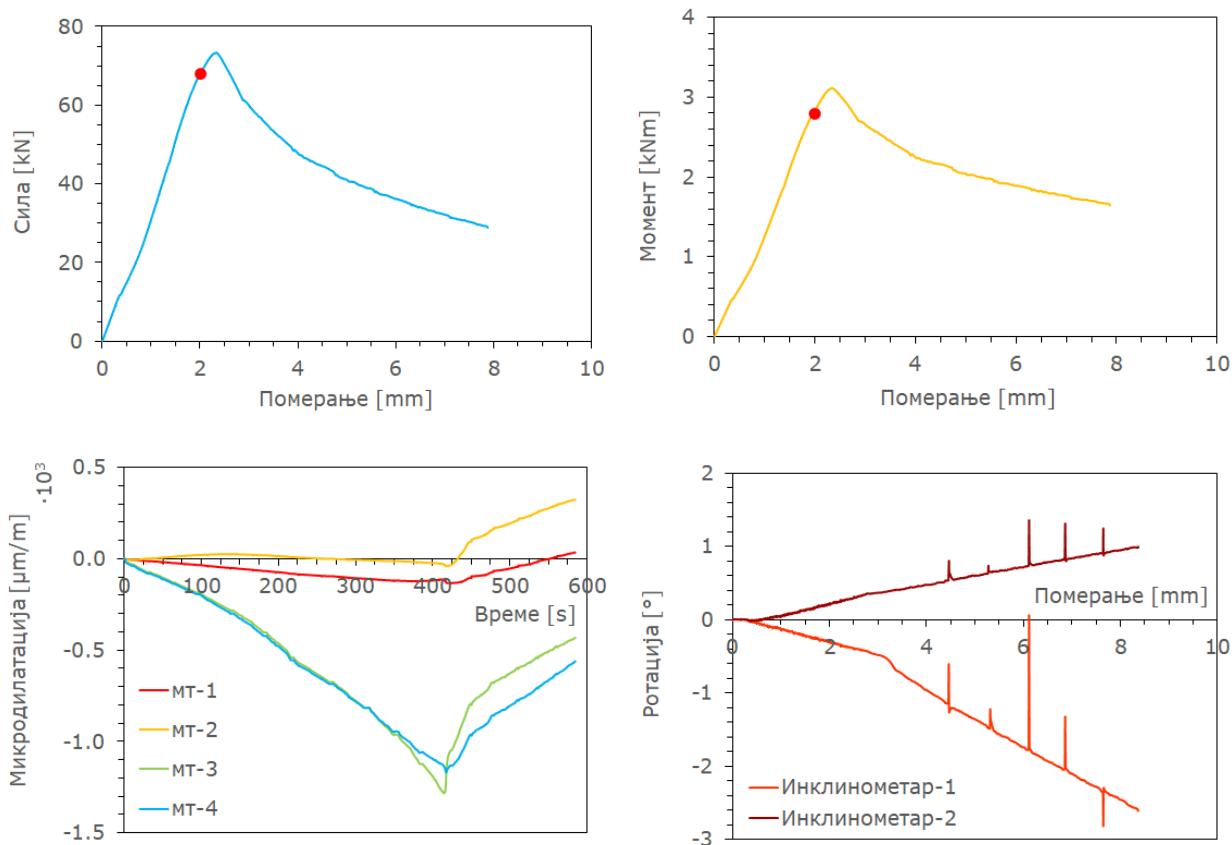 80
60
40
20
0
0 2 4 6 8 10
Сила [kN]
Померање [mm]
4
3
2
1
0
0 2 4 6 8 10
Момент [kNm]
Померање [mm]
0.5
0.0
-0.5
-1.0
-1.5
·10³
0 100 200 300 400 500 600
Микродилатација [μm/m]
Време [s]
мт-1
мт-2
мт-3
мт-4
2
1
0
-1
-2
-3
0 2 4 6 8 10
Ротација [°]
Померање [mm]
Инклинометар-1
Инклинометар-2